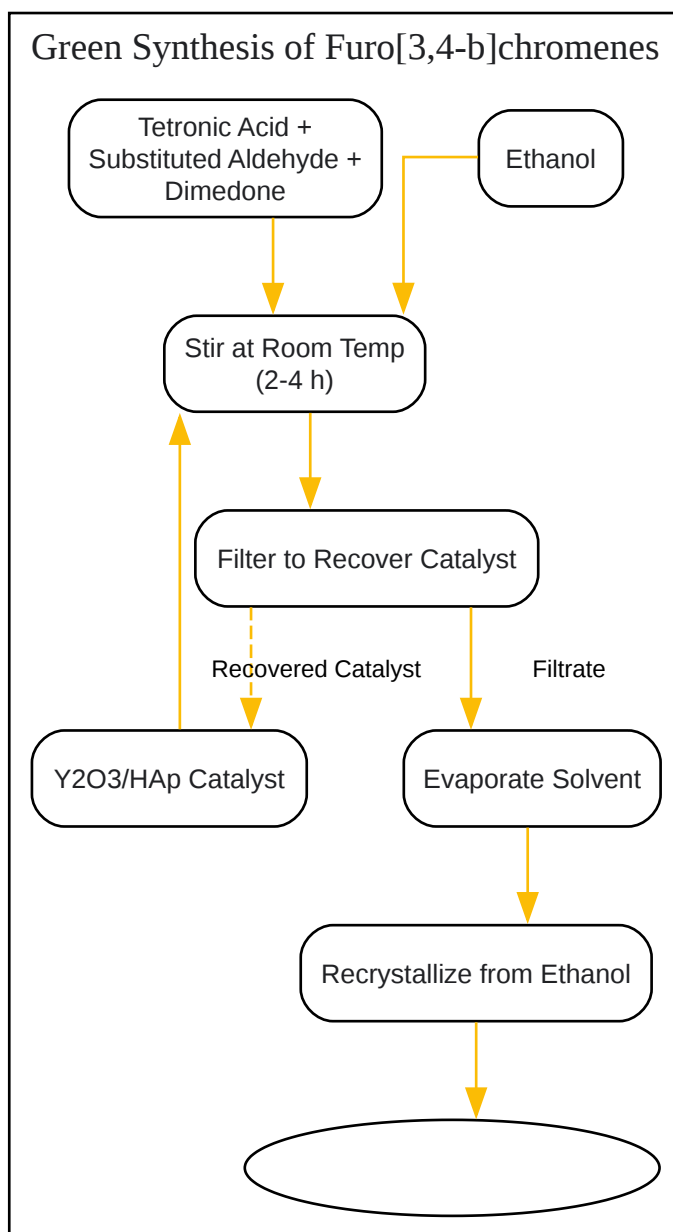 Green Synthesis of Furo[3,4-b]chromenes
Tetronic Acid +
Substituted Aldehyde +
Dimedone
Ethanol
Stir at Room Temp
(2-4 h)
Filter to Recover Catalyst
Recovered Catalyst
Filtrate
Y2O3/HAp Catalyst
Evaporate Solvent
Recrystallize from Ethanol